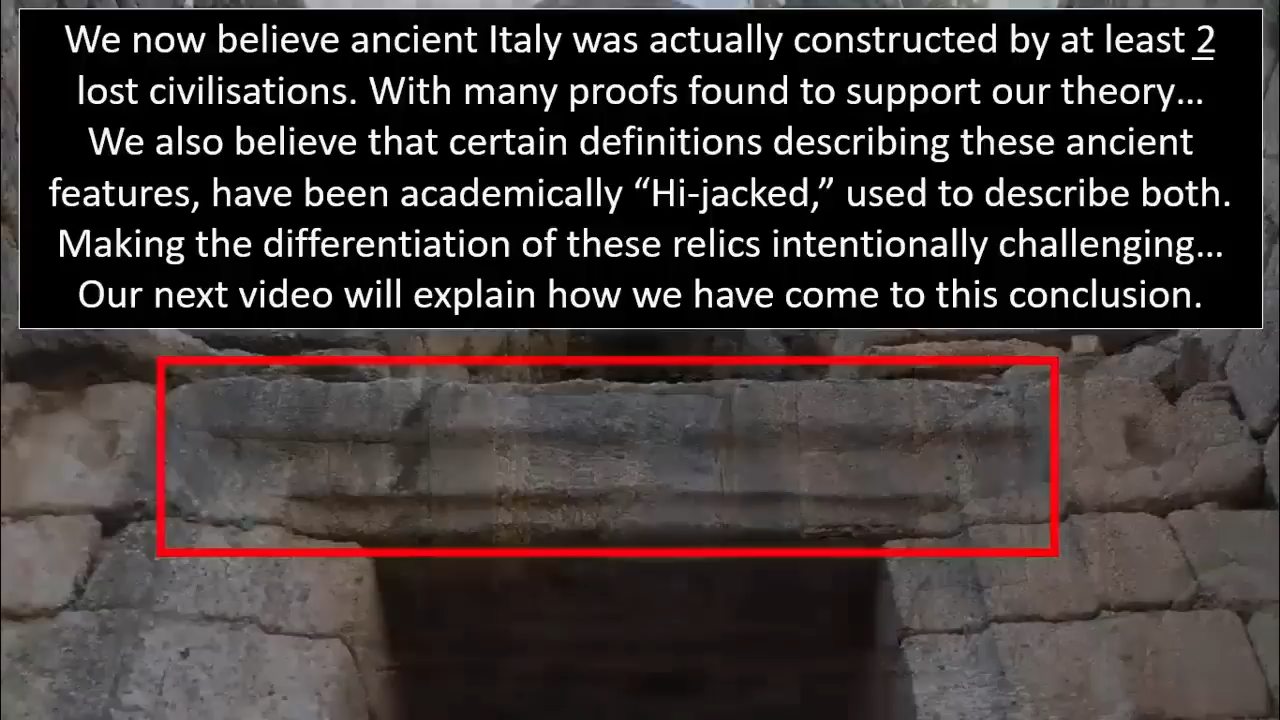 We now believe ancient Italy was actually constructed by at least 2
lost civilisations. With many proofs found to support our theory…
We also believe that certain definitions describing these ancient
features, have been academically “Hi-jacked,” used to describe both.
Making the differentiation of these relics intentionally challenging…
Our next video will explain how we have come to this conclusion.